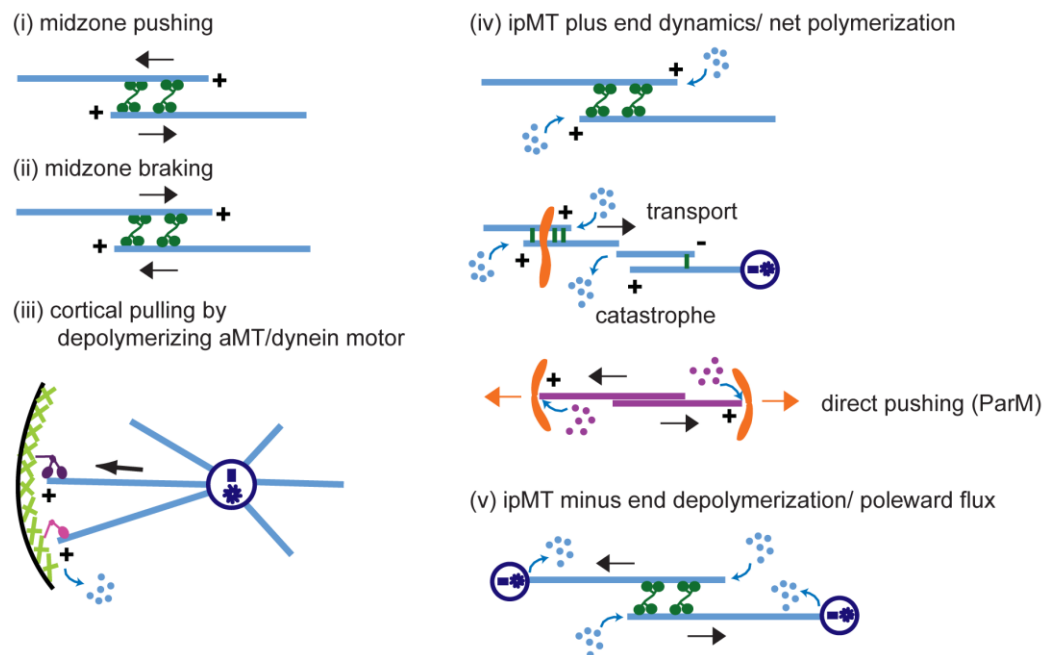 (i) midzone pushing
+
+
(ii) midzone braking
+
+
(iii) cortical pulling by
depolymerizing aMT/dynein motor
+
+
(iv) ipMT plus end dynamics/ net polymerization
+
+
+
transport
-
+
+
catastrophe
+
direct pushing (ParM)
+
(v) ipMT minus end depolymerization/ poleward flux